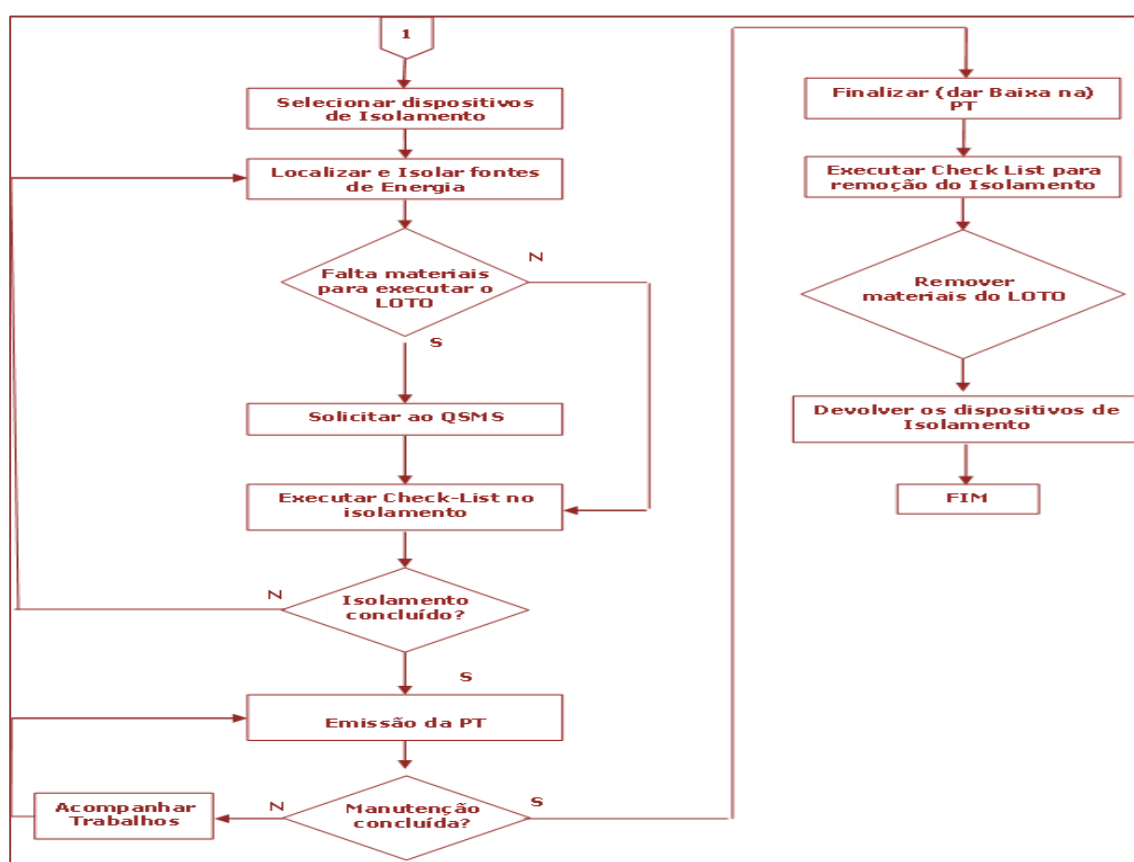 1
Selecionar dispositivos
de Isolamento
Localizar e Isolar fontes
de Energia
Falta materiais
para executar o
LOTO
N
S
Solicitar ao QSMS
Executar Check-List no
isolamento
Isolamento
concluído?
N
S
Emissão da PT
Manutenção
concluída?
N
S
Acompanhar
Trabalhos
Finalizar (dar Baixa na)
PT
Executar Check List para
remoção do Isolamento
Remover
materiais do LOTO
Devolver os dispositivos de
Isolamento
FIM